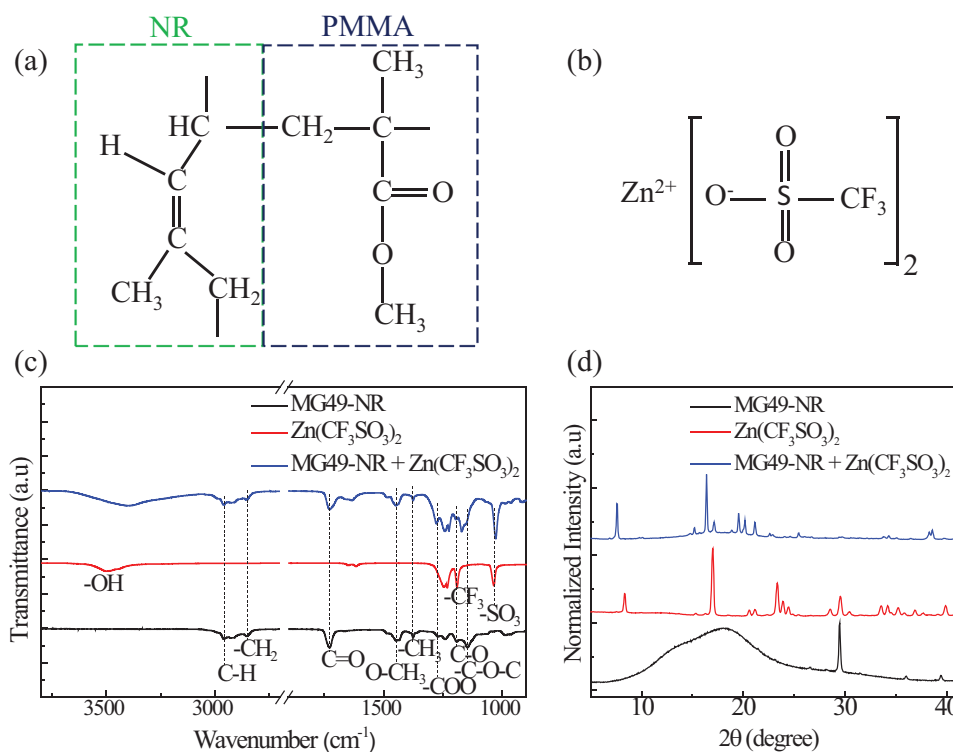 NR PMMA
(a)
CH₃
HC CH₂ C
H
C
C O
C
O
CH₃ CH₂
CH₃
(b)
O
Zn²⁺ O⁻ S CF₃
O
2
(c)
MG49-NR
Zn(CF₃SO₃)₂
MG49-NR + Zn(CF₃SO₃)₂
-OH
-CF₃
-SO₃
-CH₂
C-H
C=O
O-CH₃
-CH₃
-COO
C-O
-C-O-C
3500 3000 1500 1000
Wavenumber (cm⁻¹)
Transmittance (a.u)
(d)
MG49-NR
Zn(CF₃SO₃)₂
MG49-NR + Zn(CF₃SO₃)₂
10 20 30 40
2θ (degree)
Normalized Intensity (a.u)